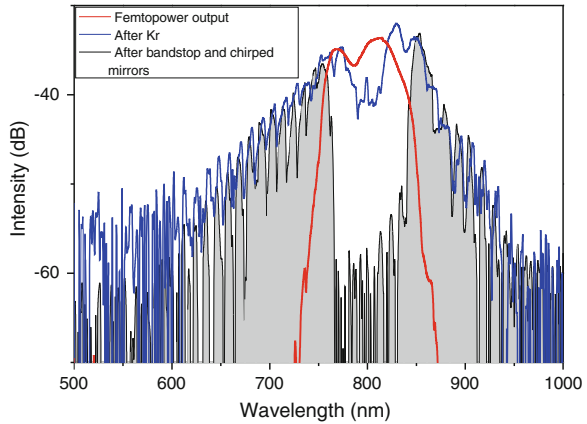 Femtopower output
After Kr
After bandstop and chirped
mirrors
-40
-60
Intensity (dB)
500 600 700 800 900 1000
Wavelength (nm)